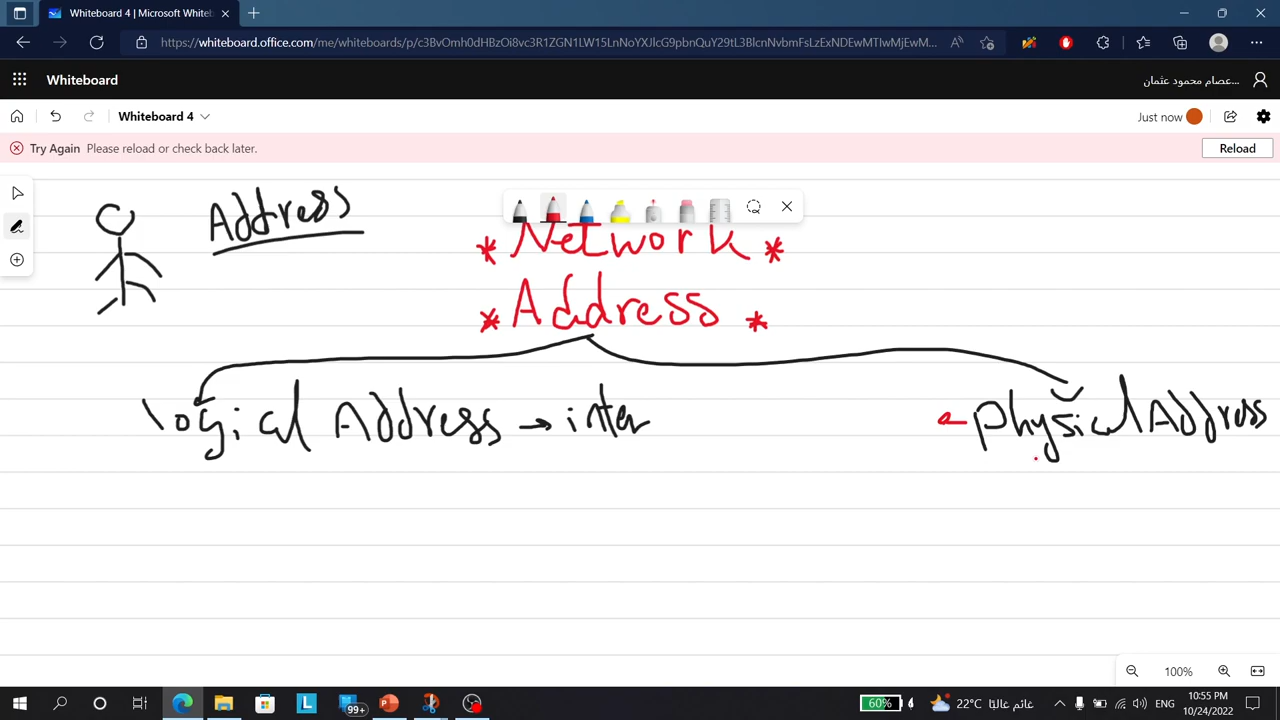 Whiteboard 4 | Microsoft Whiteb
https://whiteboard.office.com/me/whiteboards/p/c3BvOmh0dHBzOi8vc3R1ZGN1LW15LnNoYXJlcG9pbnQuY29tL3BlcnNvbmFsLzExNDEwMTIwMjEwM...
Whiteboard
عصام محمود عثمان...
Whiteboard 4
Just now
Try Again Please reload or check back later.
Reload
Address
* Network *
* Address *
logical Address → inter
← physical Address
100%
99+
60%
22°C غائم غالبًا
ENG
10:55 PM
10/24/2022